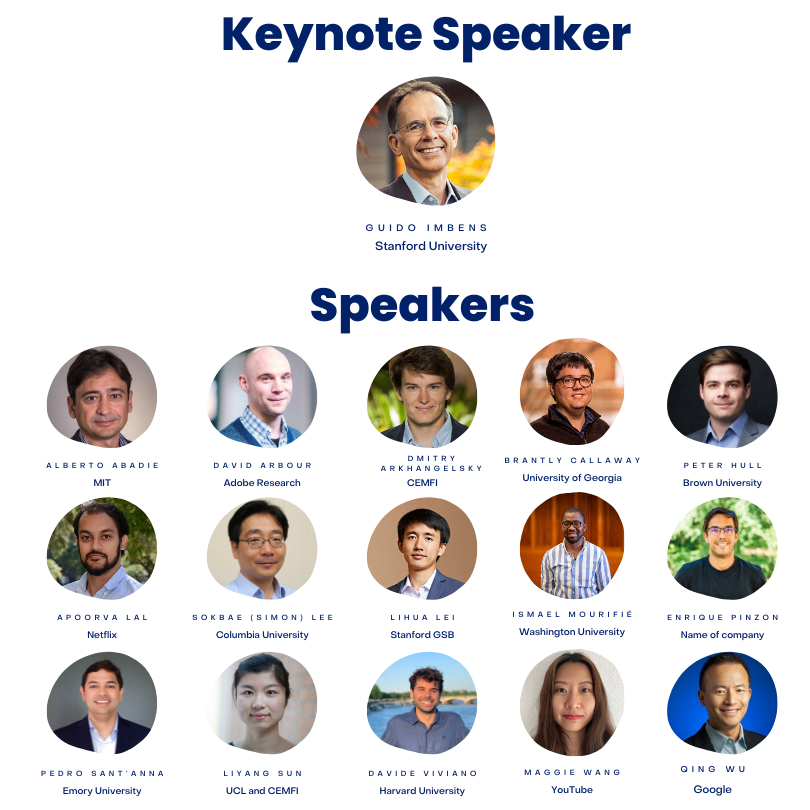 Keynote Speaker
GUIDO IMBENS
Stanford University
Speakers
ALBERTO ABADIE
MIT
DAVID ARBOUR
Adobe Research
DMITRY
ARKHANGELSKY
CEMFI
BRANTLY CALLAWAY
University of Georgia
PETER HULL
Brown University
APOORVA LAL
Netflix
SOKBAE (SIMON) LEE
Columbia University
LIHUA LEI
Stanford GSB
ISMAEL MOURIFIÉ
Washington University
ENRIQUE PINZON
Name of company
PEDRO SANT'ANNA
Emory University
LIYANG SUN
UCL and CEMFI
DAVIDE VIVIANO
Harvard University
MAGGIE WANG
YouTube
QING WU
Google